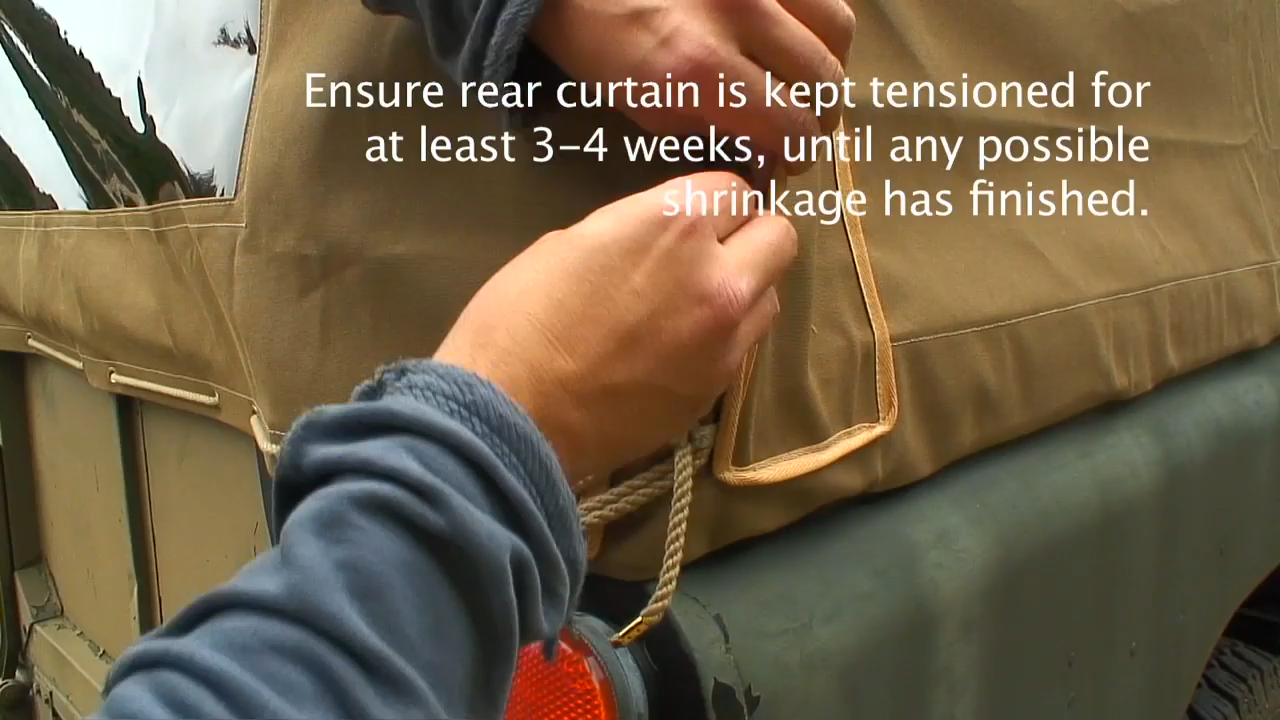 Ensure rear curtain is kept tensioned for
at least 3–4 weeks, until any possible
shrinkage has finished.